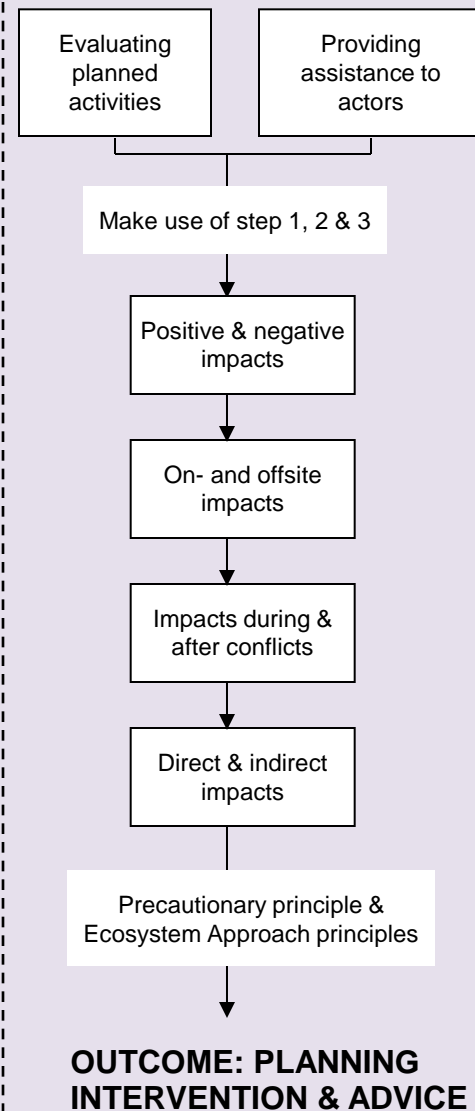 Evaluating
planned
activities
Providing
assistance to
actors
Make use of step 1, 2 & 3
Positive & negative
impacts
On- and offsite
impacts
Impacts during &
after conflicts
Direct & indirect
impacts
Precautionary principle &
Ecosystem Approach principles
OUTCOME: PLANNING
INTERVENTION & ADVICE